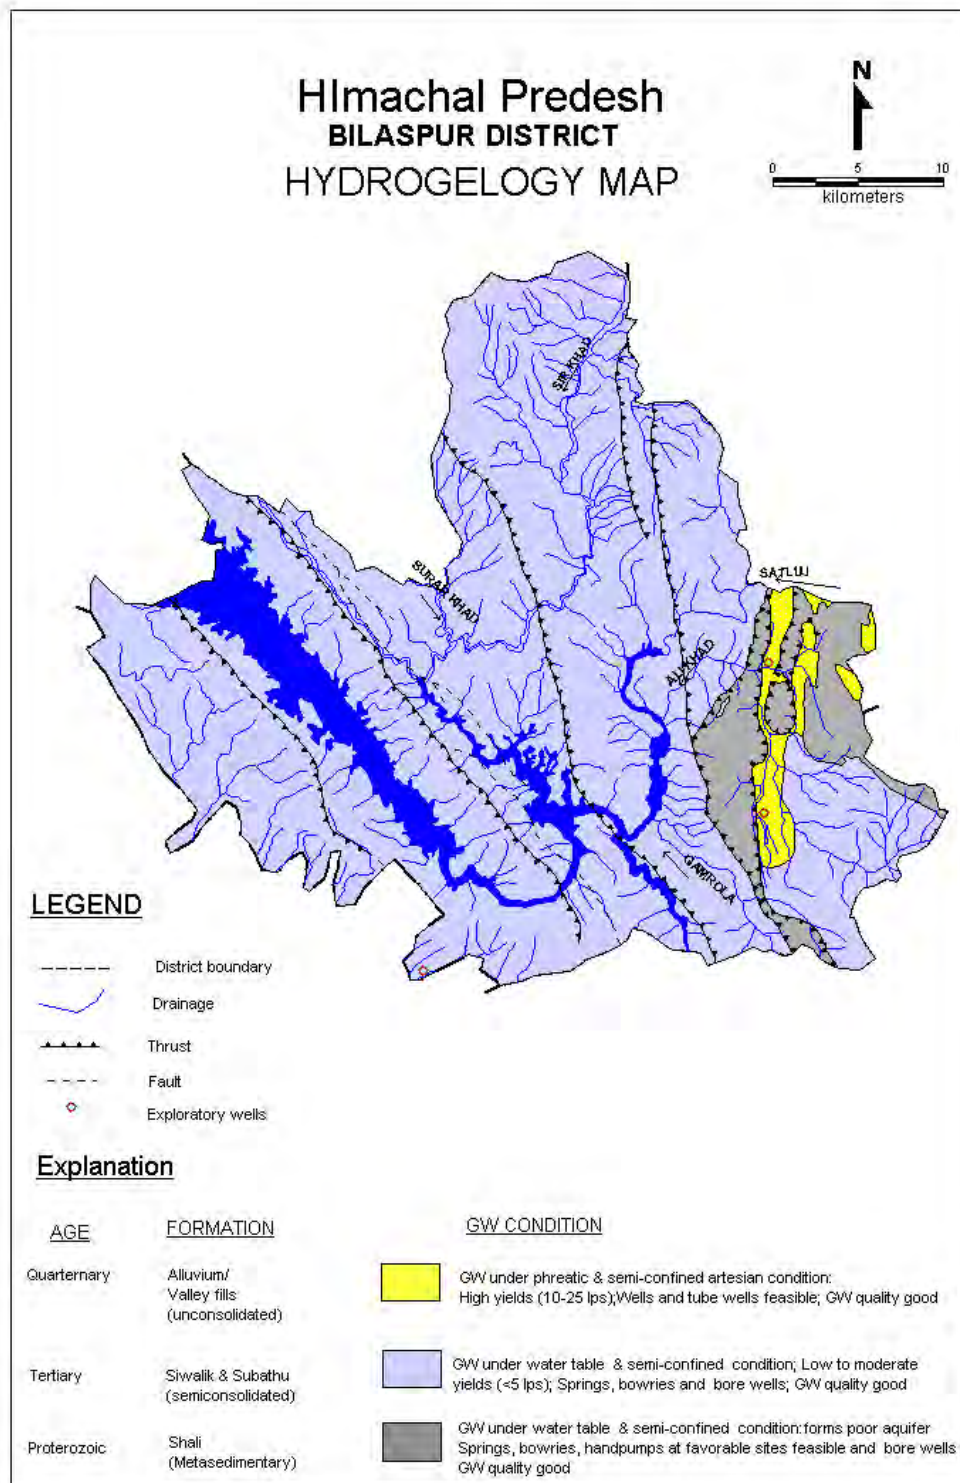 HImachal Predesh
BILASPUR DISTRICT
HYDROGELOGY MAP
N
0 5 10
kilometers
SIR KHAD
SATLUJ
SURAR KHAD
ALI KHAD
GAMROLA
LEGEND
District boundary
Drainage
Thrust
Fault
Exploratory wells
Explanation
AGE FORMATION GW CONDITION
Quarternary Alluvium/
Valley fills
(unconsolidated)
GW under phreatic & semi-confined artesian condition:
High yields (10-25 lps);Wells and tube wells feasible; GW quality good
Tertiary Siwalik & Subathu
(semiconsolidated)
GW under water table & semi-confined condition; Low to moderate
yields (<5 lps); Springs, bowries and bore wells; GW quality good
Proterozoic Shali
(Metasedimentary)
GW under water table & semi-confined condition:forms poor aquifer
Springs, bowries, handpumps at favorable sites feasible and bore wells
GW quality good